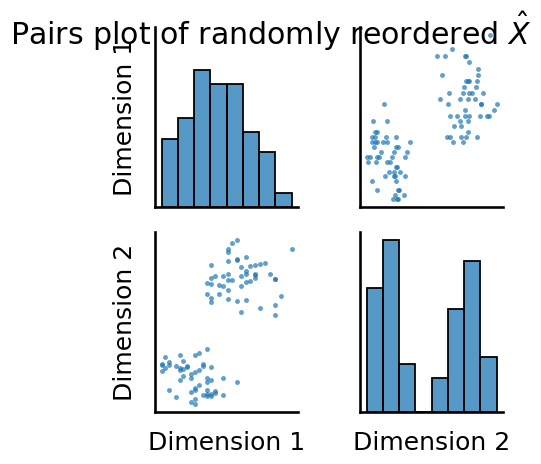 Pairs plot of randomly reordered X̂
Dimension 1
Dimension 2
Dimension 1
Dimension 2